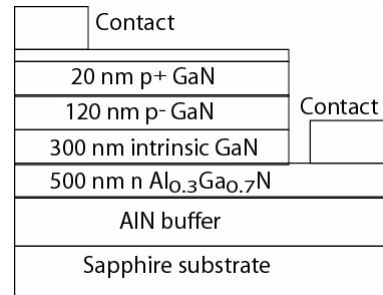 Contact
20 nm p+ GaN
120 nm p- GaN
Contact
300 nm intrinsic GaN
500 nm n Al₀.₃Ga₀.₇N
AlN buffer
Sapphire substrate